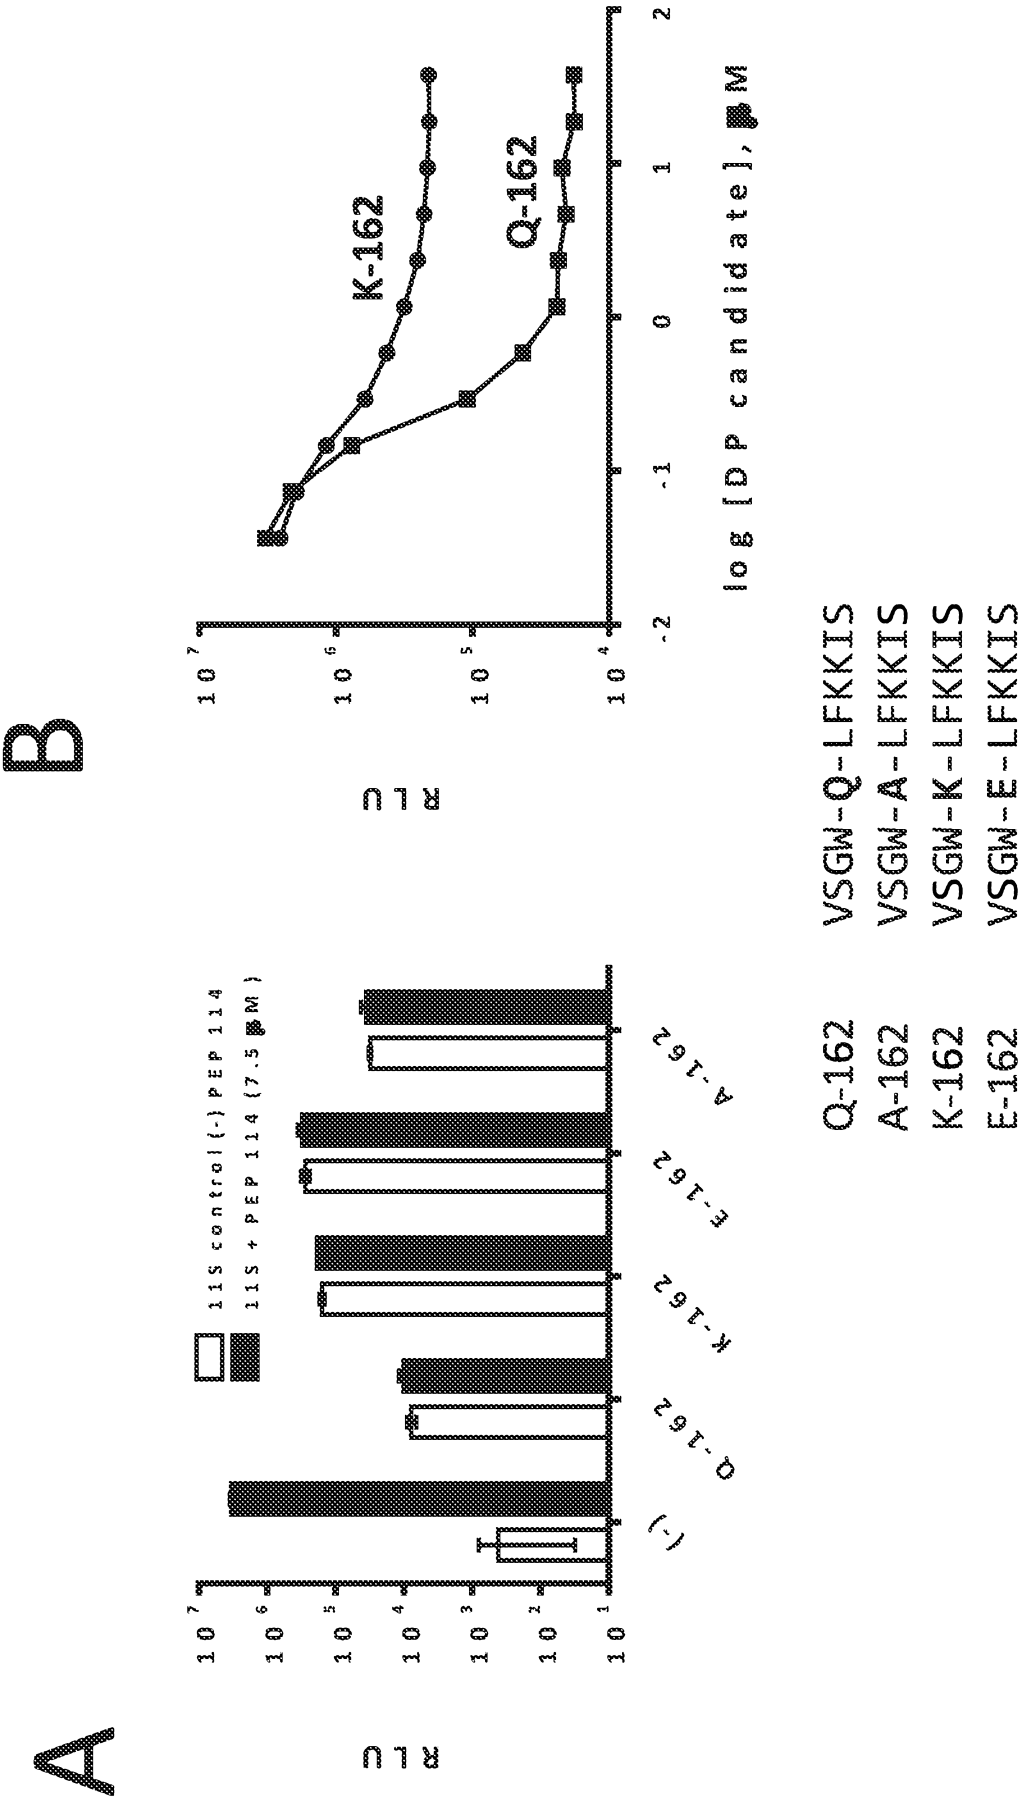 A
RLU
10^7
10^6
10^5
10^4
10^3
10^2
10^1
11S control (-) PEP 114
11S + PEP 114 (7.5 µM)
(-)
Q-162
K-162
E-162
A-162
B
RLU
10^7
10^6
10^5
10^4
K-162
Q-162
-2 -1 0 1 2
log [DP candidate], µM
Q-162 VSGW-Q-LFKKIS
A-162 VSGW-A-LFKKIS
K-162 VSGW-K-LFKKIS
E-162 VSGW-E-LFKKIS